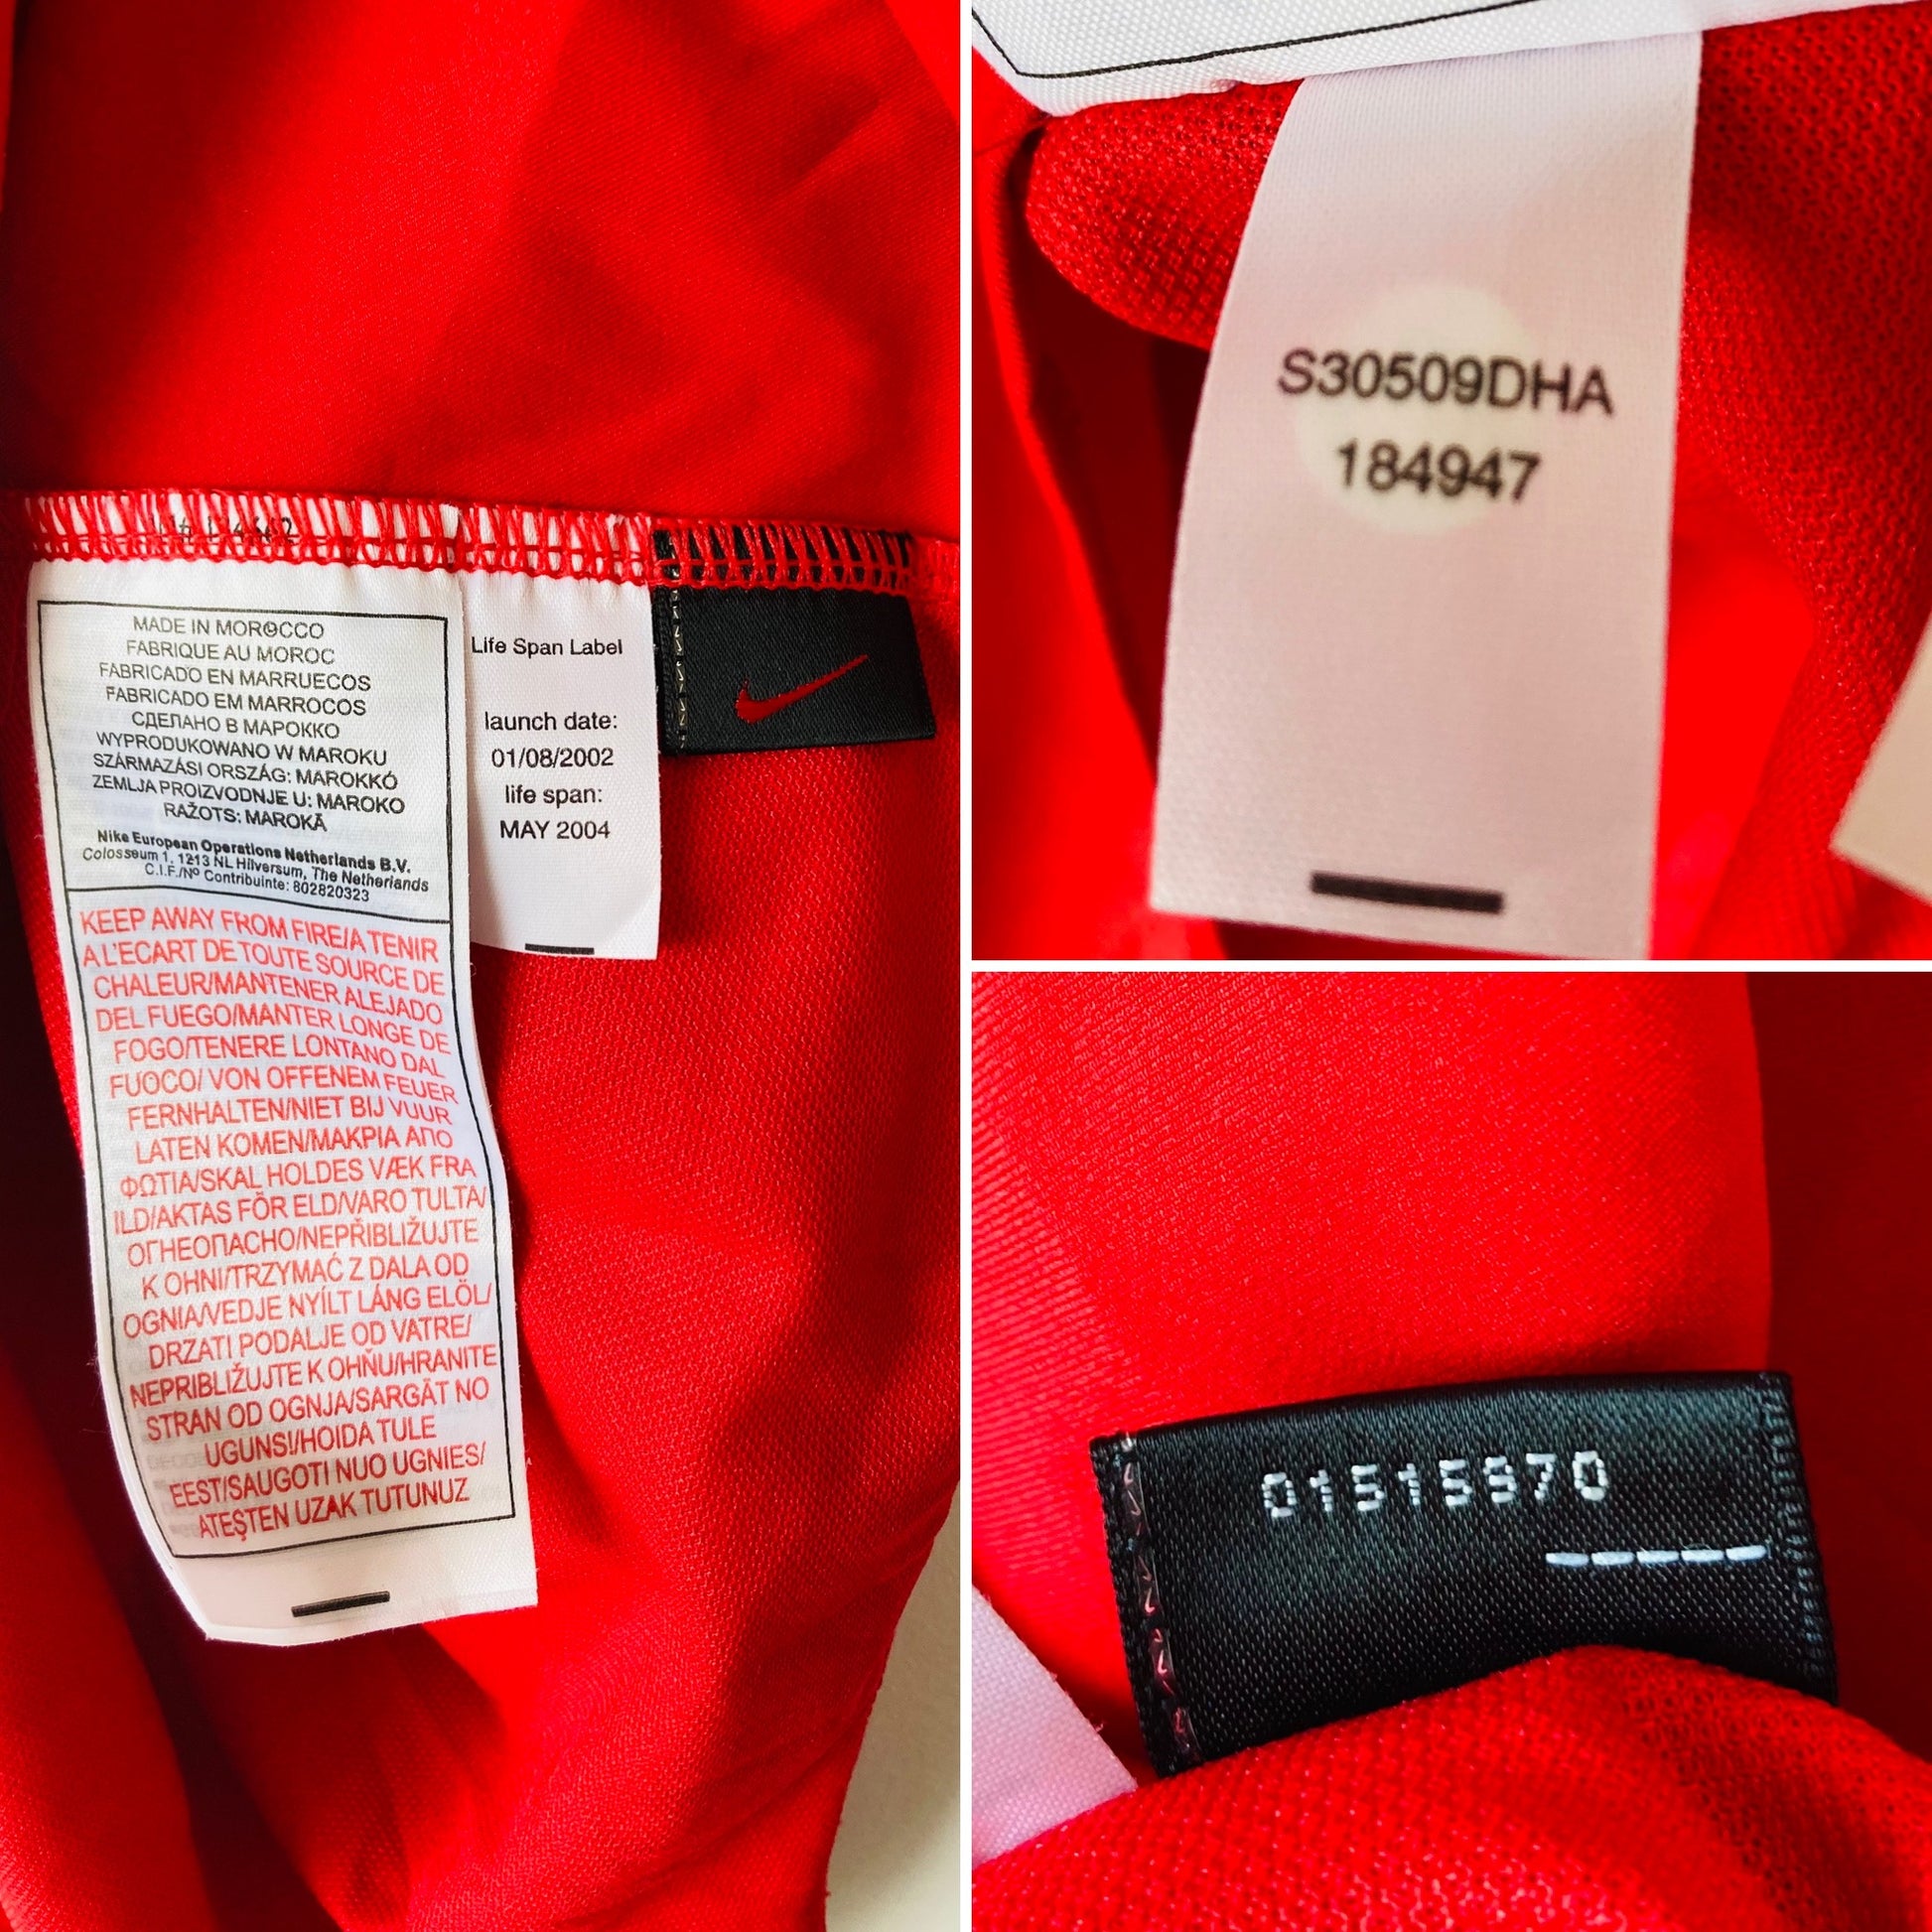 MADE IN MOROCCO
FABRIQUE AU MOROC
FABRICADO EN MARRUECOS
FABRICADO EM MARROCOS
СДЕПАНО В МАРОККО
WYPRODUKOWANO W MAROKU
SZÁRMAZÁSI ORSZÁG: MAROKKÓ
ZEMLJA PROIZVODNJE U: MAROKO
RAŽOTS: MAROKĀ
Nike European Operations Netherlands B.V.
Colosseum 1, 1213 NL Hilversum, The Netherlands
C.I.F./Nº Contribuinte: 802820323
KEEP AWAY FROM FIRE/A TENIR
A L'ECART DE TOUTE SOURCE DE
CHALEUR/MANTENER ALEJADO
DEL FUEGO/MANTER LONGE DE
FOGO/TENERE LONTANO DAL
FUOCO/ VON OFFENEM FEUER
FERNHALTEN/NIET BIJ VUUR
LATEN KOMEN/ΜΑΚΡΙΑ ΑΠΟ
ΦΩΤΙΑ/SKAL HOLDES VÆK FRA
ILD/AKTAS FÖR ELD/VARO TULTA/
ОГНЕОПАСНО/NEPŘIBLIŽUJTE
K OHNI/TRZYMAĆ Z DALA OD
OGNIA/VEDJE NYÍLT LÁNG ELÖL/
DRZATI PODALJE OD VATRE/
NEPRIBLIŽUJTE K OHŇU/HRANITE
STRAN OD OGNJA/SARGĀT NO
UGUNS!/HOIDA TULE
EEST/SAUGOTI NUO UGNIES/
ATEŞTEN UZAK TUTUNUZ
Life Span Label
launch date:
01/08/2002
life span:
MAY 2004
S30509DHA
184947
01515970